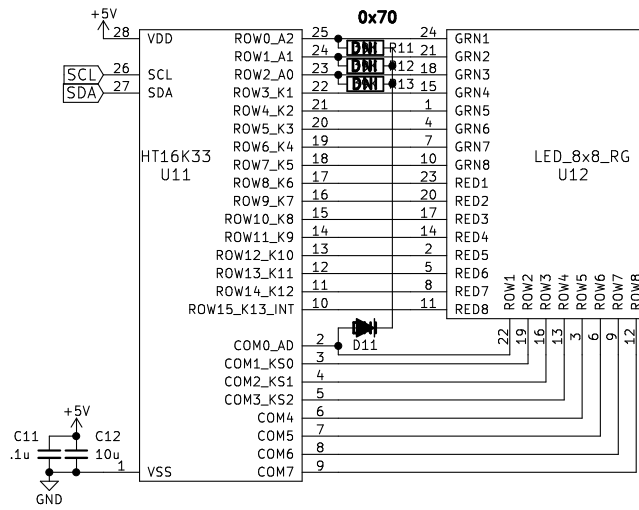 +5V
0x70
28 VDD ROW0_A2 25 24 GRN1
DNI R11
ROW1_A1 24 21 GRN2
DNI R12
SCL 26 SCL ROW2_A0 23 18 GRN3
DNI R13
SDA 27 SDA ROW3_K1 22 15 GRN4
ROW4_K2 21 1 GRN5
ROW5_K3 20 4 GRN6
HT16K33 ROW6_K4 19 7 GRN7 LED_8x8_RG
U11 ROW7_K5 18 10 GRN8 U12
ROW8_K6 17 23 RED1
ROW9_K7 16 20 RED2
ROW10_K8 15 17 RED3
ROW11_K9 14 14 RED4
ROW12_K10 13 2 RED5
ROW13_K11 12 5 RED6
ROW14_K12 11 8 RED7
ROW15_K13_INT 10 11 RED8
ROW1 ROW2 ROW3 ROW4 ROW5 ROW6 ROW7 ROW8
22 19 16 13 3 6 9 12
COM0_AD 2 D11
COM1_KS0 3
COM2_KS1 4
COM3_KS2 5
COM4 6
COM5 7
COM6 8
COM7 9
+5V
C11 C12
.1u 10u
1 VSS
GND